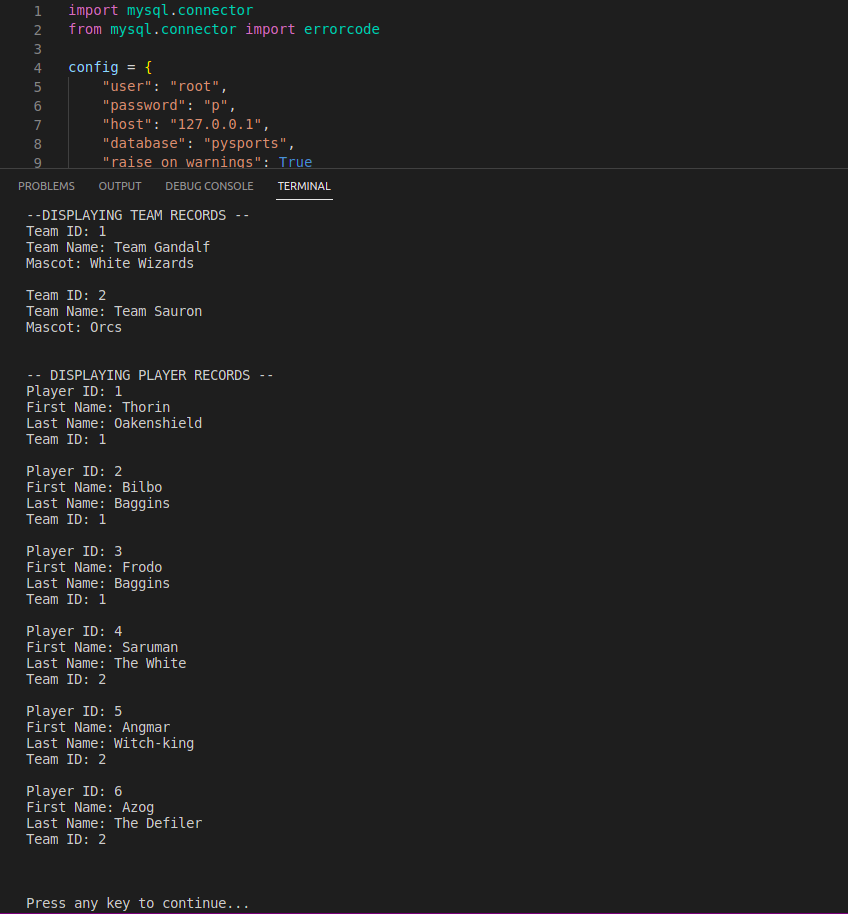 1 import mysql.connector
2 from mysql.connector import errorcode
3
4 config = {
5 "user": "root",
6 "password": "p",
7 "host": "127.0.0.1",
8 "database": "pysports",
9 "raise_on_warnings": True
PROBLEMS OUTPUT DEBUG CONSOLE TERMINAL
--DISPLAYING TEAM RECORDS --
Team ID: 1
Team Name: Team Gandalf
Mascot: White Wizards
Team ID: 2
Team Name: Team Sauron
Mascot: Orcs
-- DISPLAYING PLAYER RECORDS --
Player ID: 1
First Name: Thorin
Last Name: Oakenshield
Team ID: 1
Player ID: 2
First Name: Bilbo
Last Name: Baggins
Team ID: 1
Player ID: 3
First Name: Frodo
Last Name: Baggins
Team ID: 1
Player ID: 4
First Name: Saruman
Last Name: The White
Team ID: 2
Player ID: 5
First Name: Angmar
Last Name: Witch-king
Team ID: 2
Player ID: 6
First Name: Azog
Last Name: The Defiler
Team ID: 2
Press any key to continue...